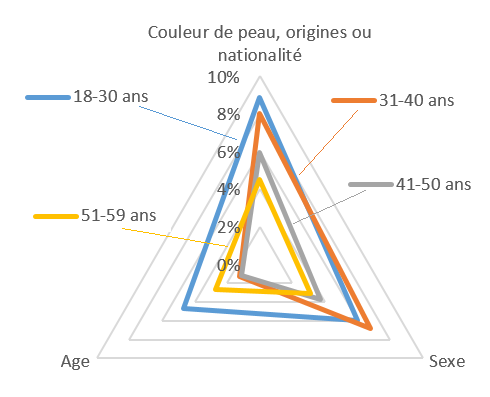 Couleur de peau, origines ou
nationalité
10%
18-30 ans
31-40 ans
8%
6%
4%
41-50 ans
51-59 ans
2%
0%
Age
Sexe